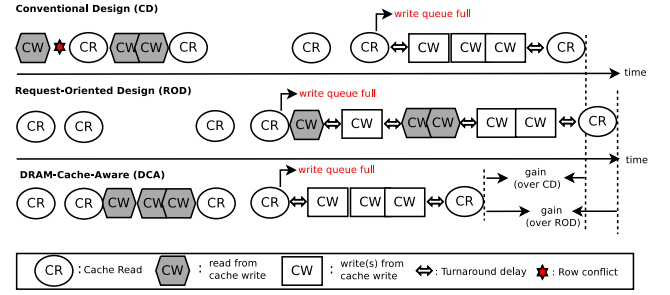 Conventional Design (CD)
write queue full
CW CR CW CW CR CR CR CW CW CW CR
time
Request-Oriented Design (ROD)
write queue full
CR CR CR CR CW CW CW CW CW CW CR
time
DRAM-Cache-Aware (DCA)
write queue full
gain
(over CD)
CR CR CW CW CW CR CR CW CW CW CR
gain
(over ROD)
CR : Cache Read CW : read from cache write CW : write(s) from cache write : Turnaround delay : Row conflict